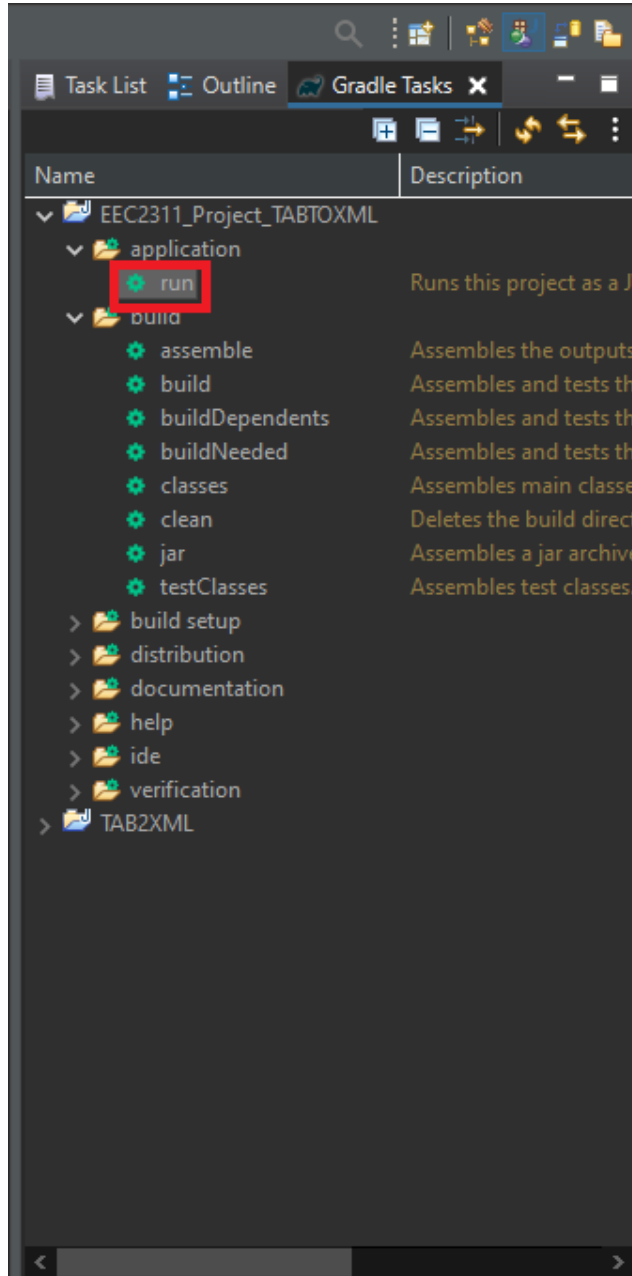 Task List Outline Gradle Tasks
Name Description
EEC2311_Project_TABTOXML
application
run Runs this project as a J
build
assemble Assembles the outputs
build Assembles and tests th
buildDependents Assembles and tests th
buildNeeded Assembles and tests th
classes Assembles main classe
clean Deletes the build direct
jar Assembles a jar archive
testClasses Assembles test classes.
build setup
distribution
documentation
help
ide
verification
TAB2XML